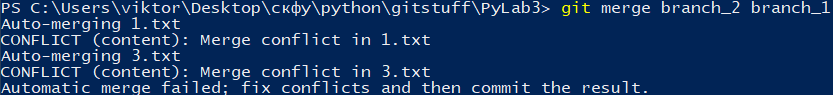 PS C:\Users\viktor\Desktop\скфу\python\gitstuff\PyLab3> git merge branch_2 branch_1
Auto-merging 1.txt
CONFLICT (content): Merge conflict in 1.txt
Auto-merging 3.txt
CONFLICT (content): Merge conflict in 3.txt
Automatic merge failed; fix conflicts and then commit the result.